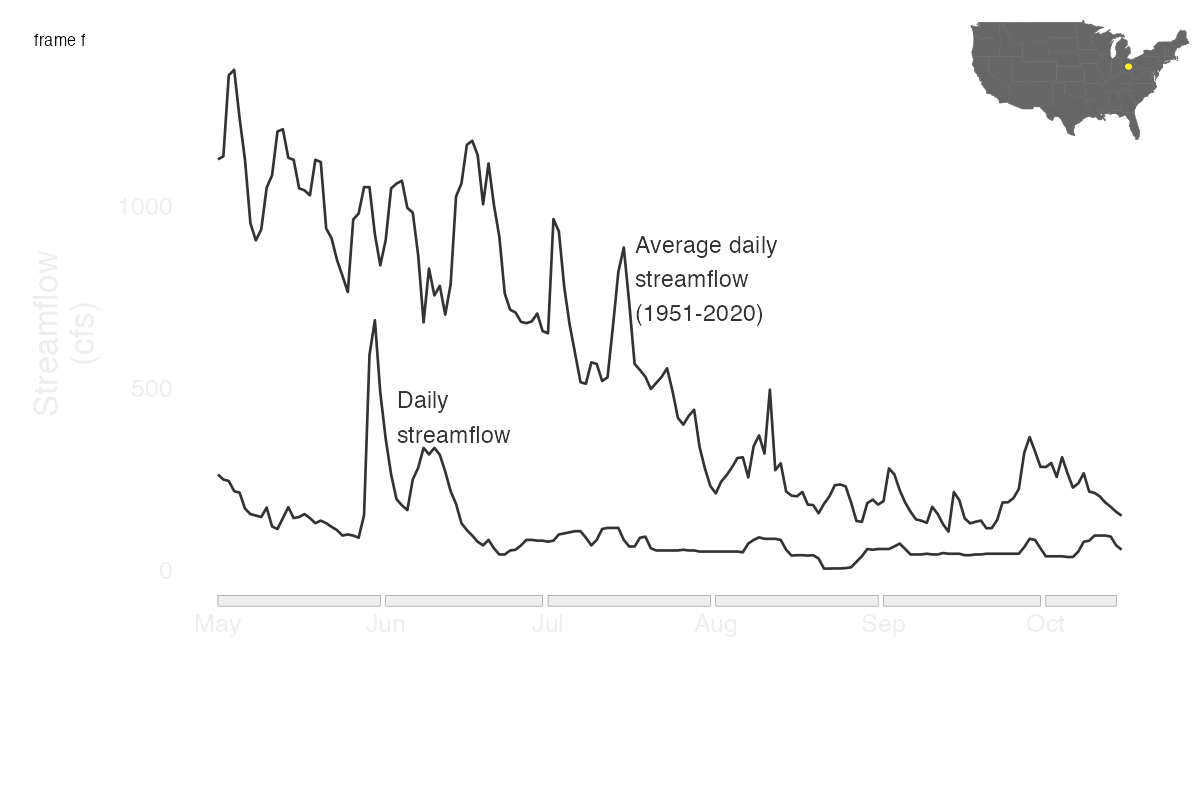 frame f
Streamflow
(cfs)
1000
500
0
Average daily
streamflow
(1951-2020)
Daily
streamflow
May
Jun
Jul
Aug
Sep
Oct